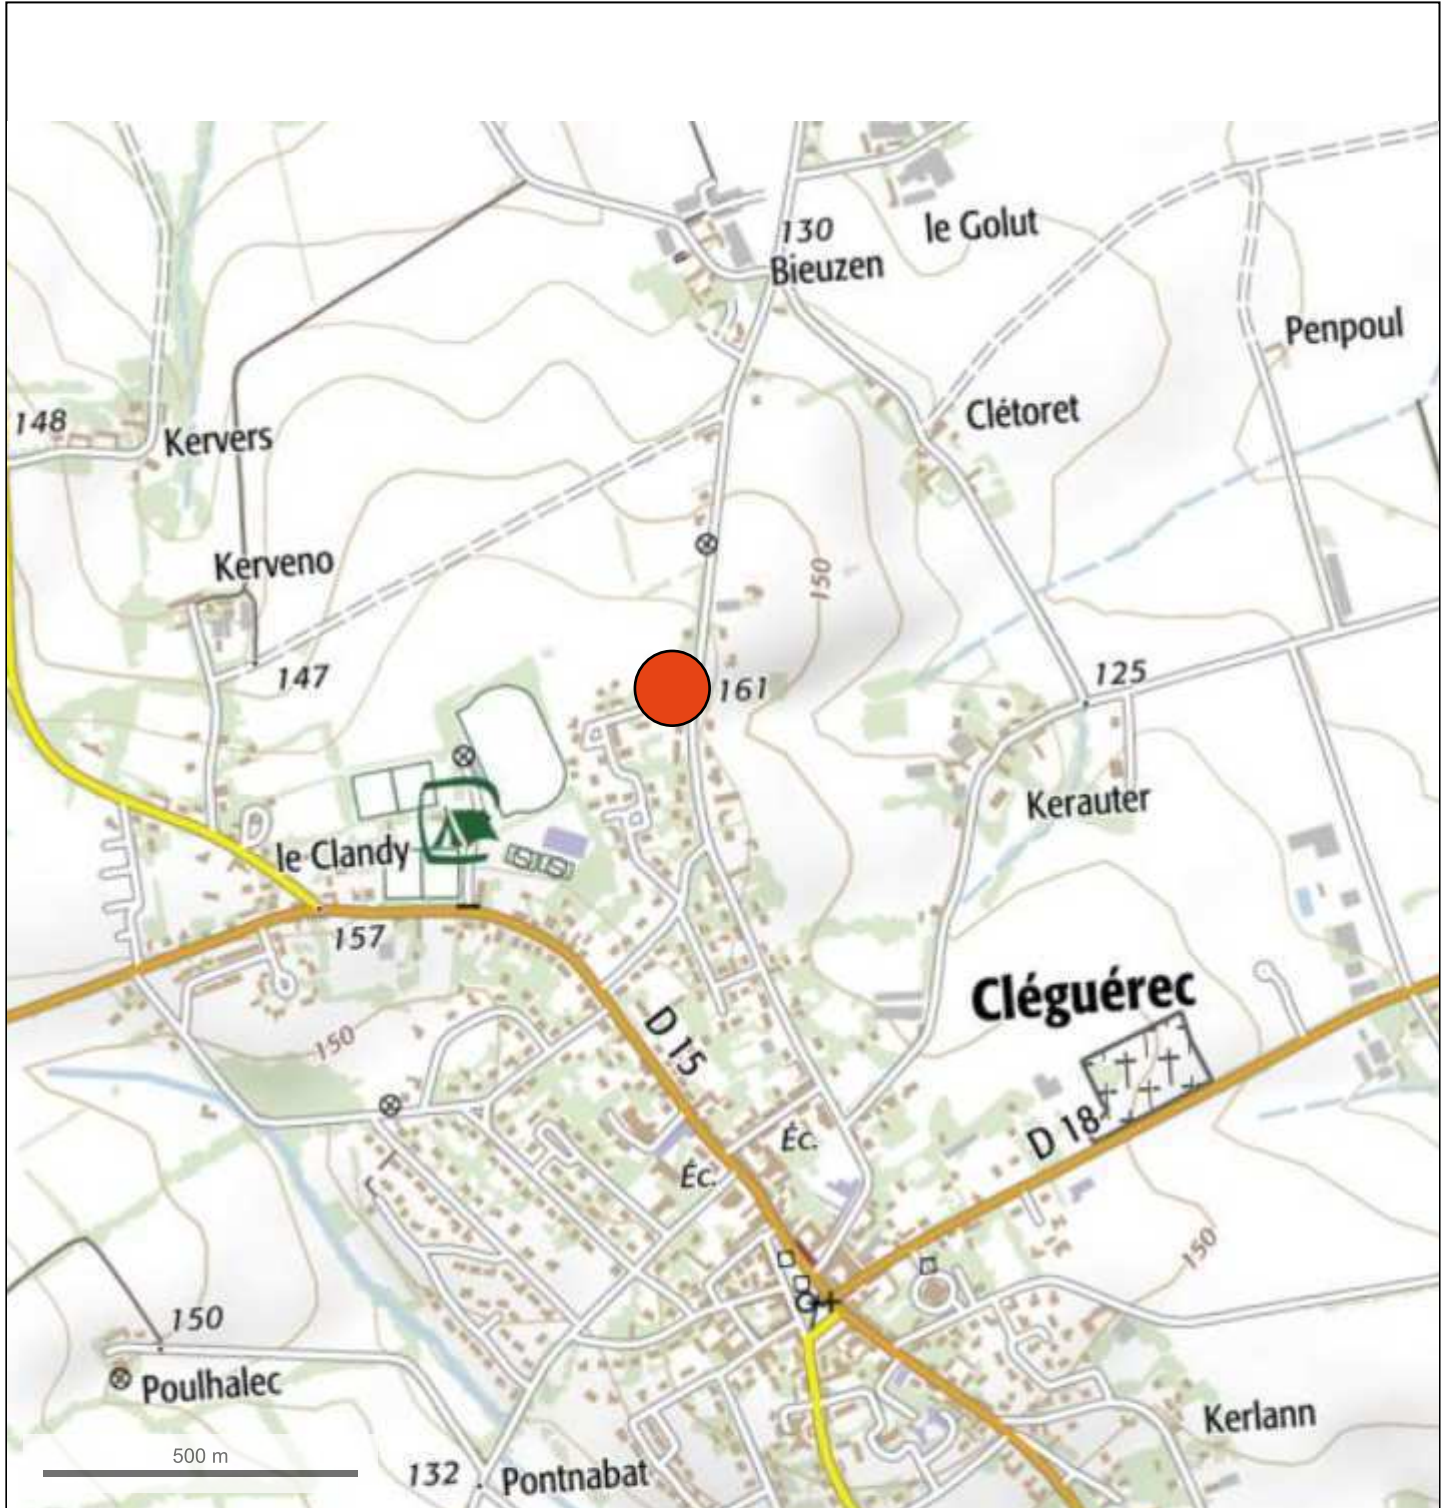 130
le Golut
Bieuzen
Penpoul
148
Kervers
Clétoret
Kerveno
150
147
161
125
Kerauter
le Clandy
157
Cléguérec
150
D 15
D 18
Éc.
Éc.
150
150
Poulhalec
Kerlann
500 m
132
Pontnabat